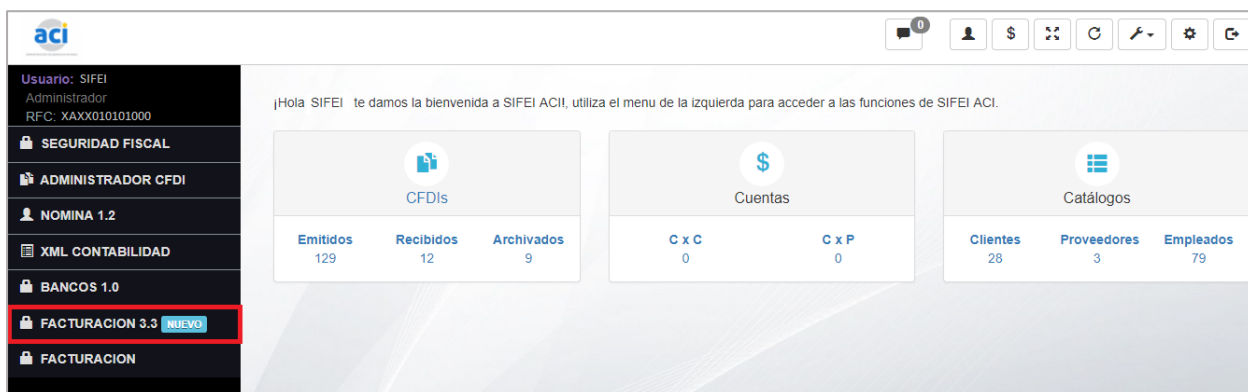 aci
0
$
Usuario: SIFEI
Administrador
RFC: XAXX010101000
SEGURIDAD FISCAL
ADMINISTRADOR CFDI
NOMINA 1.2
XML CONTABILIDAD
BANCOS 1.0
FACTURACION 3.3 NUEVO
FACTURACION
¡Hola SIFEI te damos la bienvenida a SIFEI ACI!, utiliza el menu de la izquierda para acceder a las funciones de SIFEI ACI.
CFDIs
Emitidos Recibidos Archivados
129 12 9
$
Cuentas
C x C C x P
0 0
Catálogos
Clientes Proveedores Empleados
28 3 79